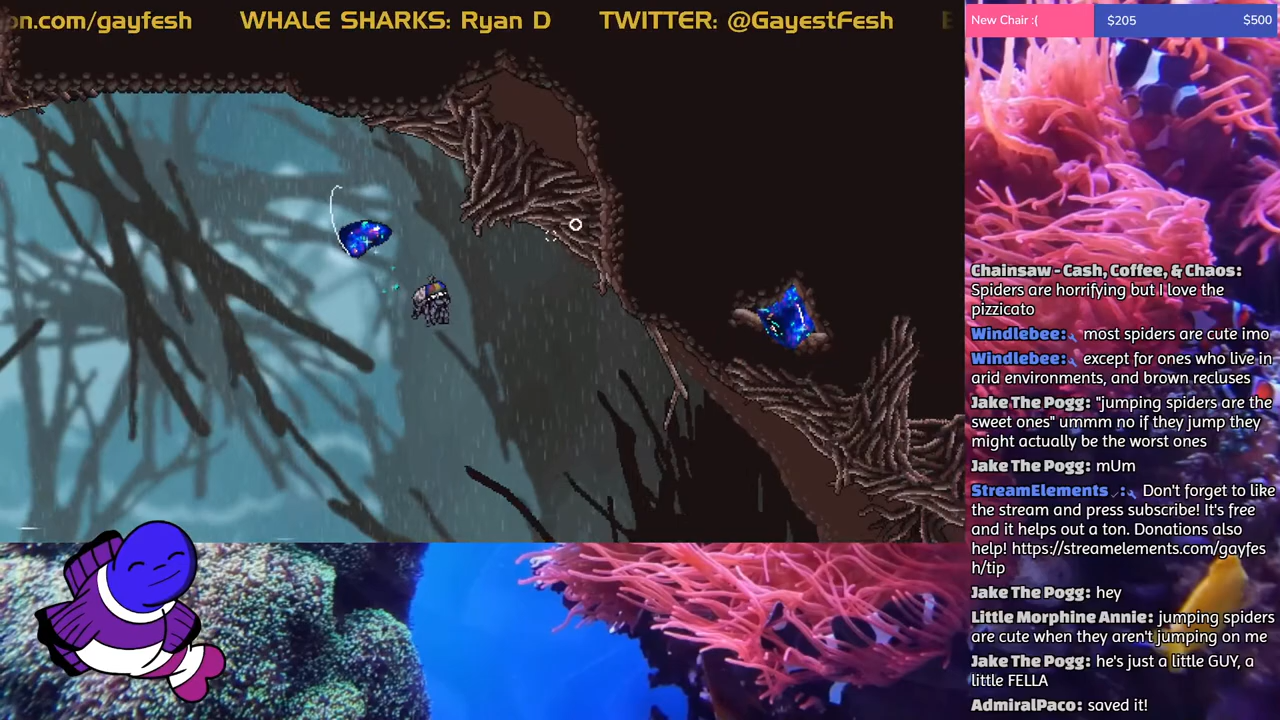 on.com/gayfesh WHALE SHARKS: Ryan D TWITTER: @GayestFesh
New Chair :( $205 $500
Chainsaw - Cash, Coffee, & Chaos:
Spiders are horrifying but I love the
pizzicato
Windlebee: most spiders are cute imo
Windlebee: except for ones who live in
arid environments, and brown recluses
Jake The Pogg: "jumping spiders are the
sweet ones" ummm no if they jump they
might actually be the worst ones
Jake The Pogg: mUm
StreamElements : Don't forget to like
the stream and press subscribe! It's free
and it helps out a ton. Donations also
help! https://streamelements.com/gayfes
h/tip
Jake The Pogg: hey
Little Morphine Annie: jumping spiders
are cute when they aren't jumping on me
Jake The Pogg: he's just a little GUY, a
little FELLA
AdmiralPaco: saved it!